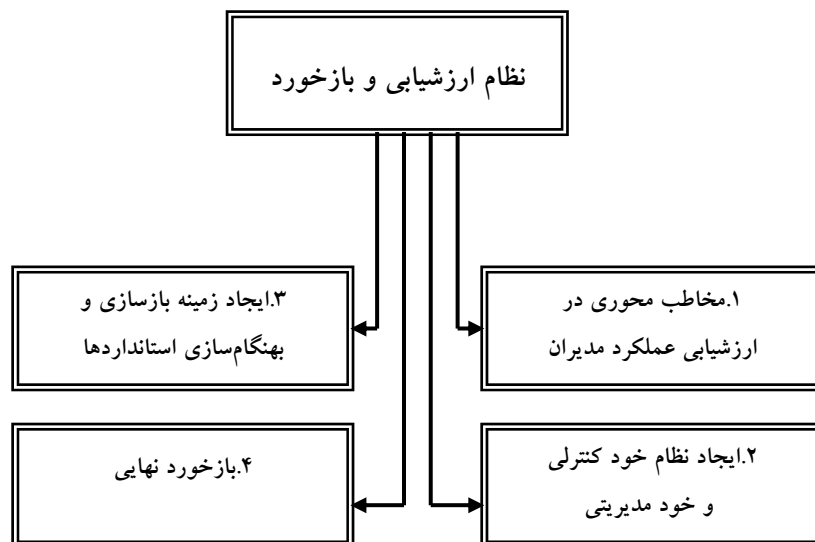 نظام ارزشیابی و بازخورد
۱.مخاطب محوری در
ارزشیابی عملکرد مدیران
۲.ایجاد نظام خود کنترلی
و خود مدیریتی
۳.ایجاد زمینه بازسازی و
بهنگام‌سازی استانداردها
۴.بازخورد نهایی